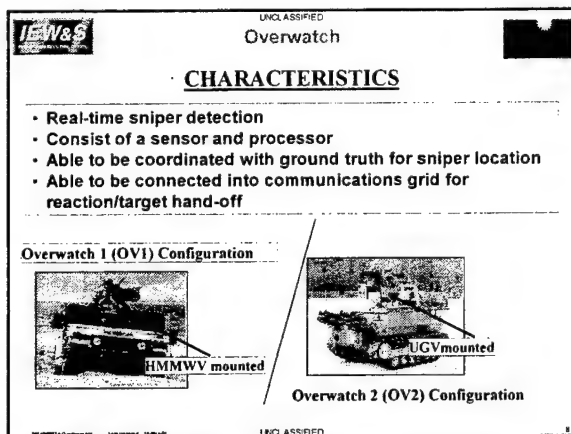 UNCLASSIFIED
IEW&S
Overwatch
CHARACTERISTICS
• Real-time sniper detection
• Consist of a sensor and processor
• Able to be coordinated with ground truth for sniper location
• Able to be connected into communications grid for
reaction/target hand-off
Overwatch 1 (OV1) Configuration
HMMWV mounted
UGVmounted
Overwatch 2 (OV2) Configuration
UNCLASSIFIED